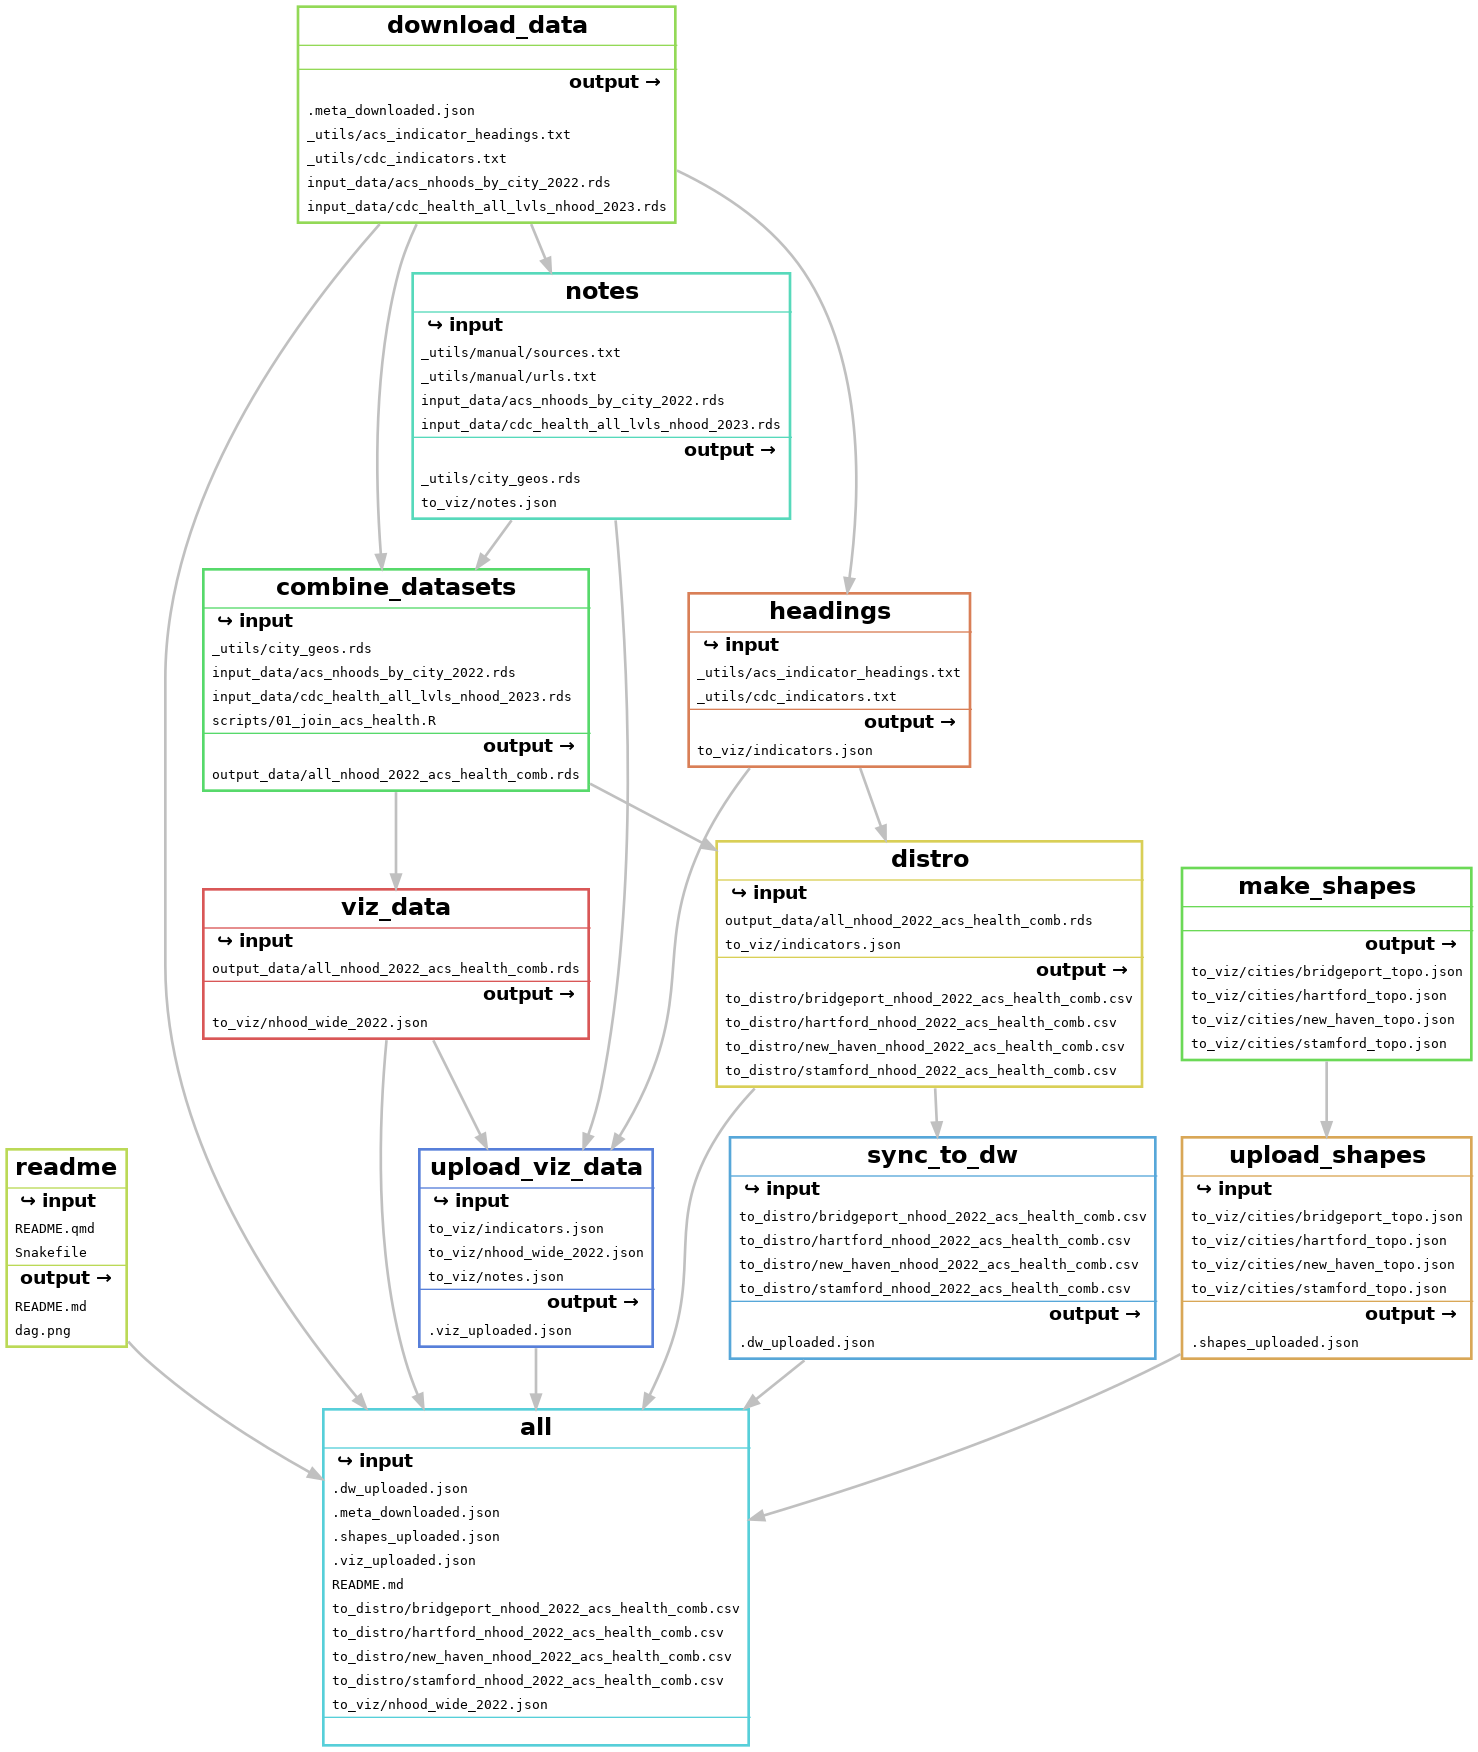 download_data
output →
.meta_downloaded.json
_utils/acs_indicator_headings.txt
_utils/cdc_indicators.txt
input_data/acs_nhoods_by_city_2022.rds
input_data/cdc_health_all_lvls_nhood_2023.rds
notes
↪ input
_utils/manual/sources.txt
_utils/manual/urls.txt
input_data/acs_nhoods_by_city_2022.rds
input_data/cdc_health_all_lvls_nhood_2023.rds
output →
_utils/city_geos.rds
to_viz/notes.json
combine_datasets
↪ input
_utils/city_geos.rds
input_data/acs_nhoods_by_city_2022.rds
input_data/cdc_health_all_lvls_nhood_2023.rds
scripts/01_join_acs_health.R
output →
output_data/all_nhood_2022_acs_health_comb.rds
headings
↪ input
_utils/acs_indicator_headings.txt
_utils/cdc_indicators.txt
output →
to_viz/indicators.json
viz_data
↪ input
output_data/all_nhood_2022_acs_health_comb.rds
output →
to_viz/nhood_wide_2022.json
distro
↪ input
output_data/all_nhood_2022_acs_health_comb.rds
to_viz/indicators.json
output →
to_distro/bridgeport_nhood_2022_acs_health_comb.csv
to_distro/hartford_nhood_2022_acs_health_comb.csv
to_distro/new_haven_nhood_2022_acs_health_comb.csv
to_distro/stamford_nhood_2022_acs_health_comb.csv
make_shapes
output →
to_viz/cities/bridgeport_topo.json
to_viz/cities/hartford_topo.json
to_viz/cities/new_haven_topo.json
to_viz/cities/stamford_topo.json
readme
↪ input
README.qmd
Snakefile
output →
README.md
dag.png
upload_viz_data
↪ input
to_viz/indicators.json
to_viz/nhood_wide_2022.json
to_viz/notes.json
output →
.viz_uploaded.json
sync_to_dw
↪ input
to_distro/bridgeport_nhood_2022_acs_health_comb.csv
to_distro/hartford_nhood_2022_acs_health_comb.csv
to_distro/new_haven_nhood_2022_acs_health_comb.csv
to_distro/stamford_nhood_2022_acs_health_comb.csv
output →
.dw_uploaded.json
upload_shapes
↪ input
to_viz/cities/bridgeport_topo.json
to_viz/cities/hartford_topo.json
to_viz/cities/new_haven_topo.json
to_viz/cities/stamford_topo.json
output →
.shapes_uploaded.json
all
↪ input
.dw_uploaded.json
.meta_downloaded.json
.shapes_uploaded.json
.viz_uploaded.json
README.md
to_distro/bridgeport_nhood_2022_acs_health_comb.csv
to_distro/hartford_nhood_2022_acs_health_comb.csv
to_distro/new_haven_nhood_2022_acs_health_comb.csv
to_distro/stamford_nhood_2022_acs_health_comb.csv
to_viz/nhood_wide_2022.json